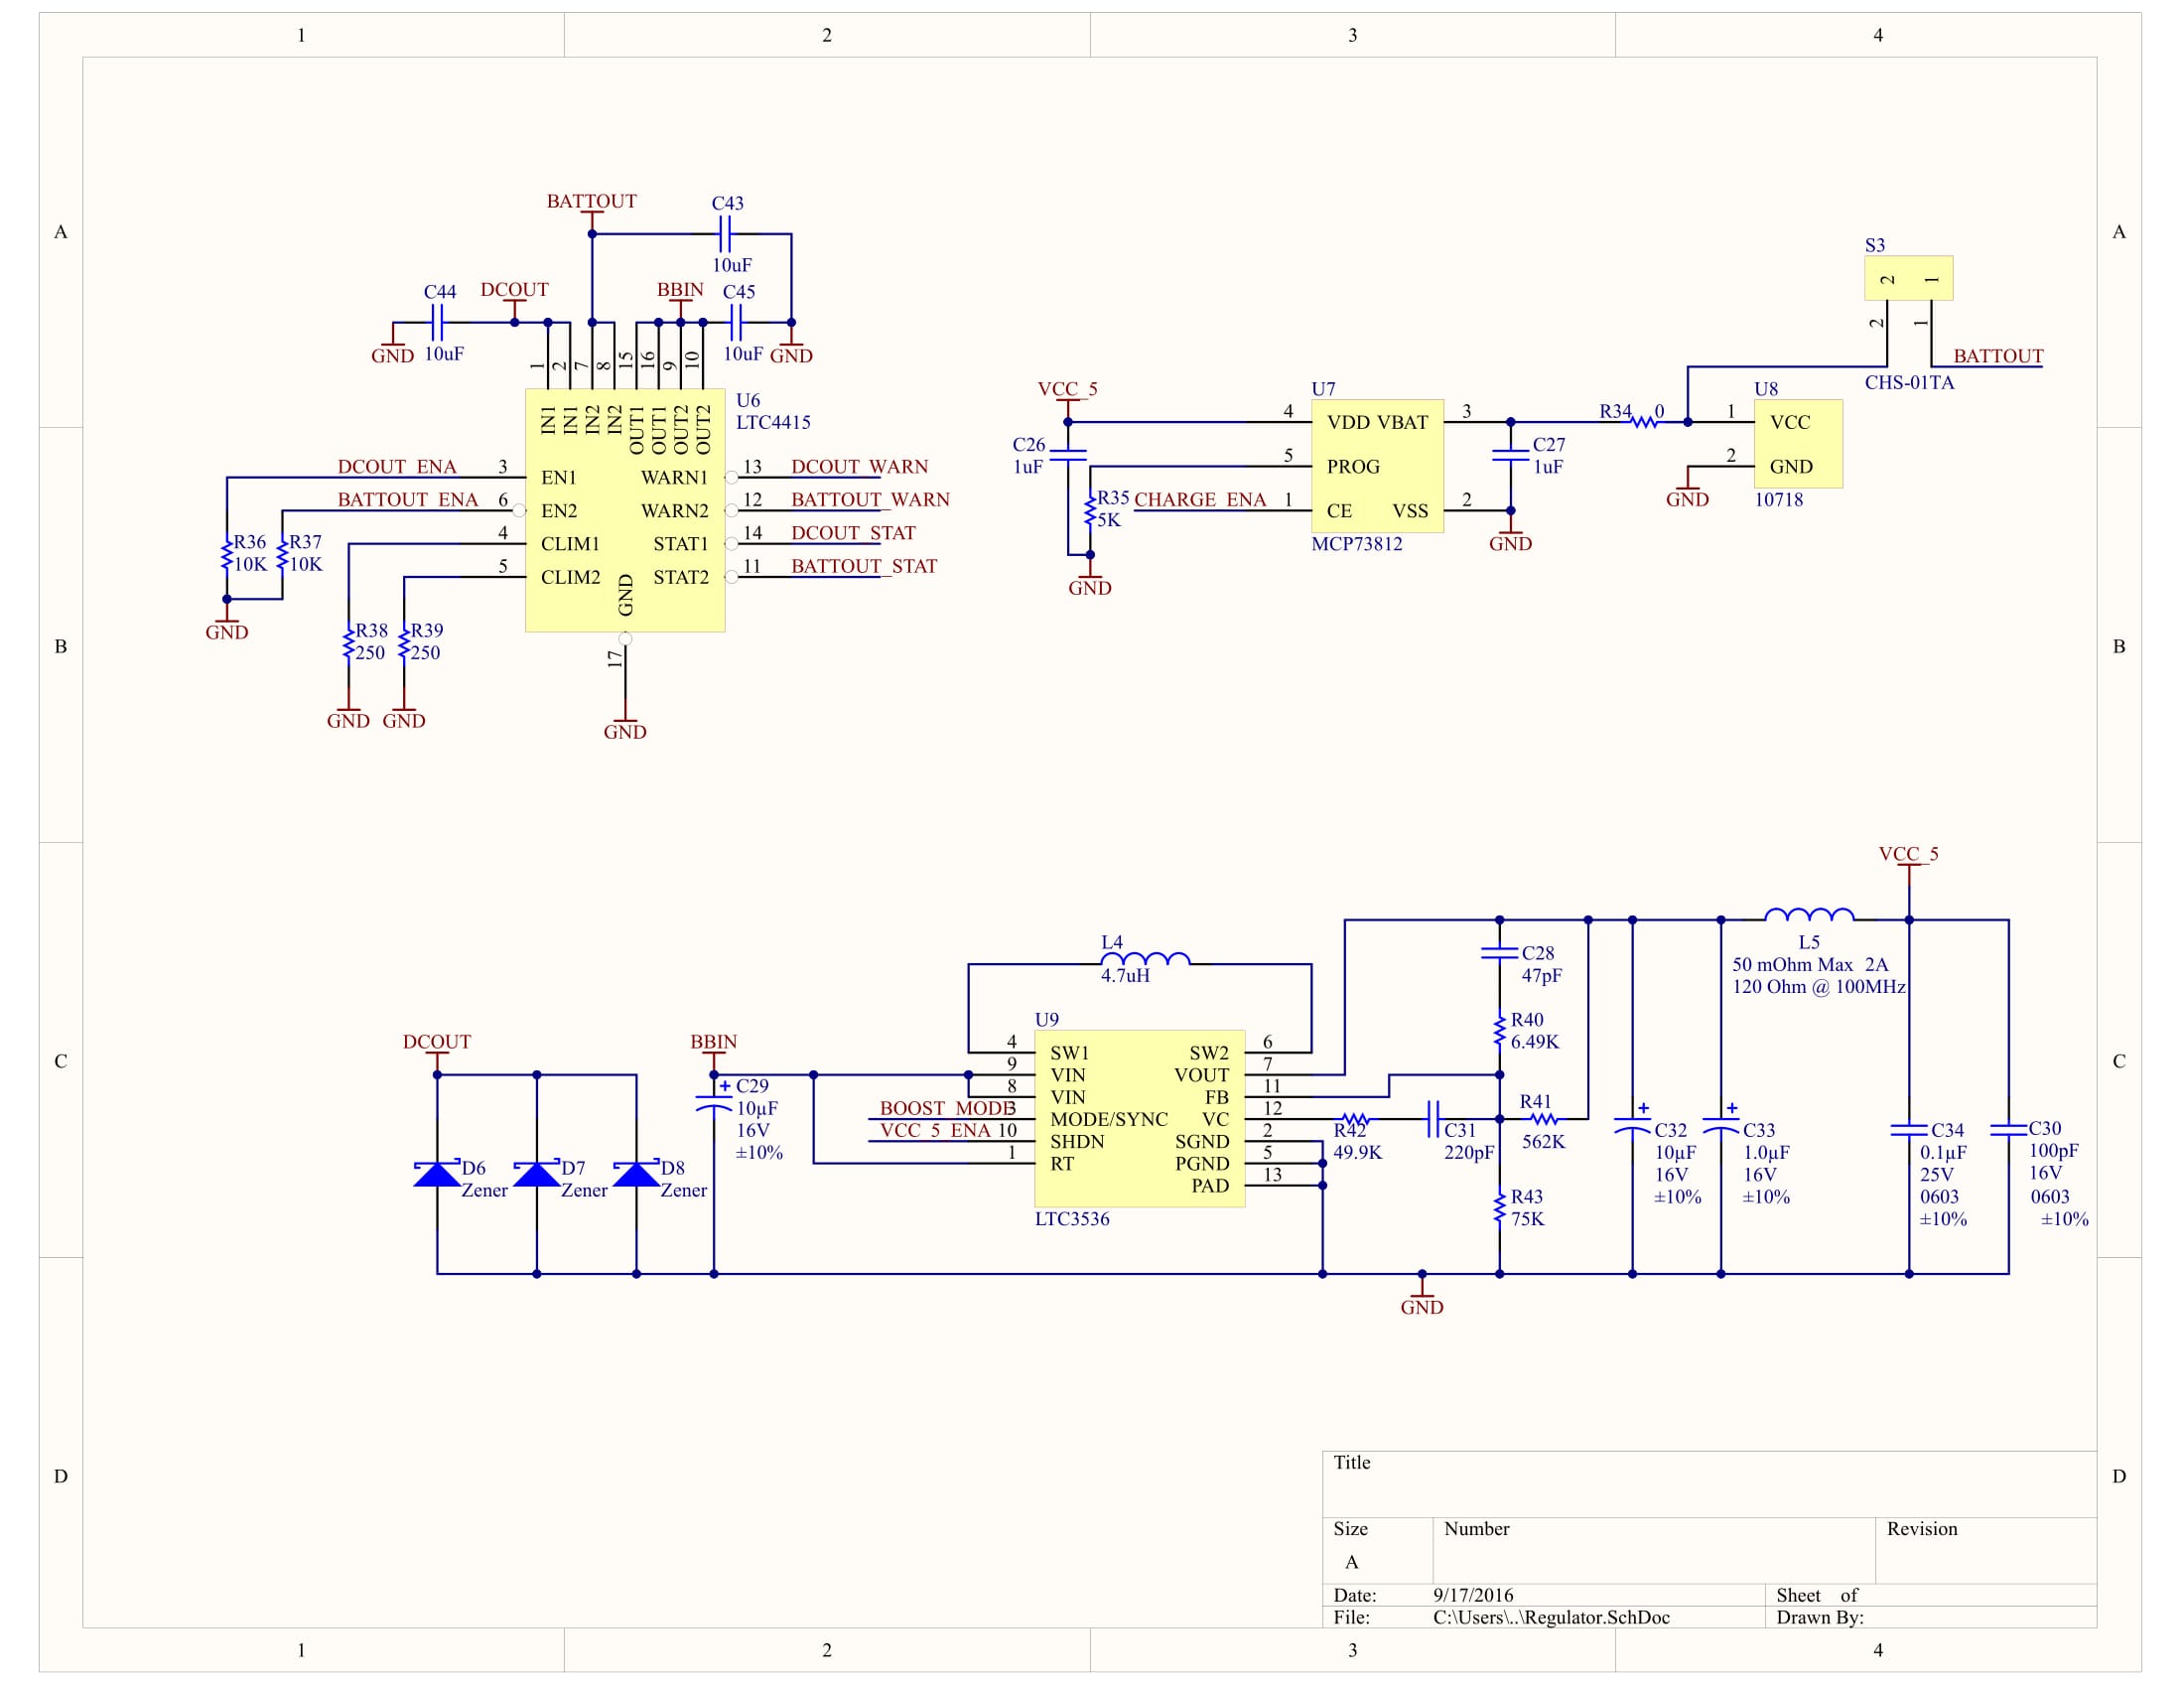 1 2 3 4
A A
B B
C C
D D
BATTOUT
C43
10uF
C44
10uF
DCOUT
BBIN
C45
10uF
GND
GND
1
2
7
8
15
16
9
10
IN1
IN1
IN2
IN2
OUT1
OUT1
OUT2
OUT2
U6
LTC4415
DCOUT_ENA 3 EN1
BATTOUT_ENA 6 EN2
4 CLIM1
5 CLIM2
WARN1 13 DCOUT_WARN
WARN2 12 BATTOUT_WARN
STAT1 14 DCOUT_STAT
STAT2 11 BATTOUT_STAT
GND
17
GND
R36
10K
R37
10K
GND
R38
250
R39
250
GND GND
VCC_5
C26
1uF
R35
5K
GND
CHARGE_ENA
U7
4 VDD VBAT 3
5 PROG
1 CE VSS 2
MCP73812
C27
1uF
GND
R34 0
U8
1 VCC
2 GND
10718
GND
S3
2 1
2 1
CHS-01TA
BATTOUT
DCOUT
D6
Zener
D7
Zener
D8
Zener
BBIN
+ C29
10µF
16V
±10%
L4
4.7uH
U9
4 SW1 SW2 6
9 VIN VOUT 7
8 VIN FB 11
BOOST_MODE 3 MODE/SYNC VC 12
VCC_5_ENA 10 SHDN SGND 2
1 RT PGND 5
PAD 13
LTC3536
C28
47pF
R40
6.49K
R41
562K
R42
49.9K
C31
220pF
R43
75K
GND
+
C32
10µF
16V
±10%
+
C33
1.0µF
16V
±10%
VCC_5
L5
50 mOhm Max 2A
120 Ohm @ 100MHz
C34
0.1µF
25V
0603
±10%
C30
100pF
16V
0603
±10%
Title
Size Number Revision
A
Date: 9/17/2016 Sheet of
File: C:\Users\..\Regulator.SchDoc Drawn By:
1 2 3 4